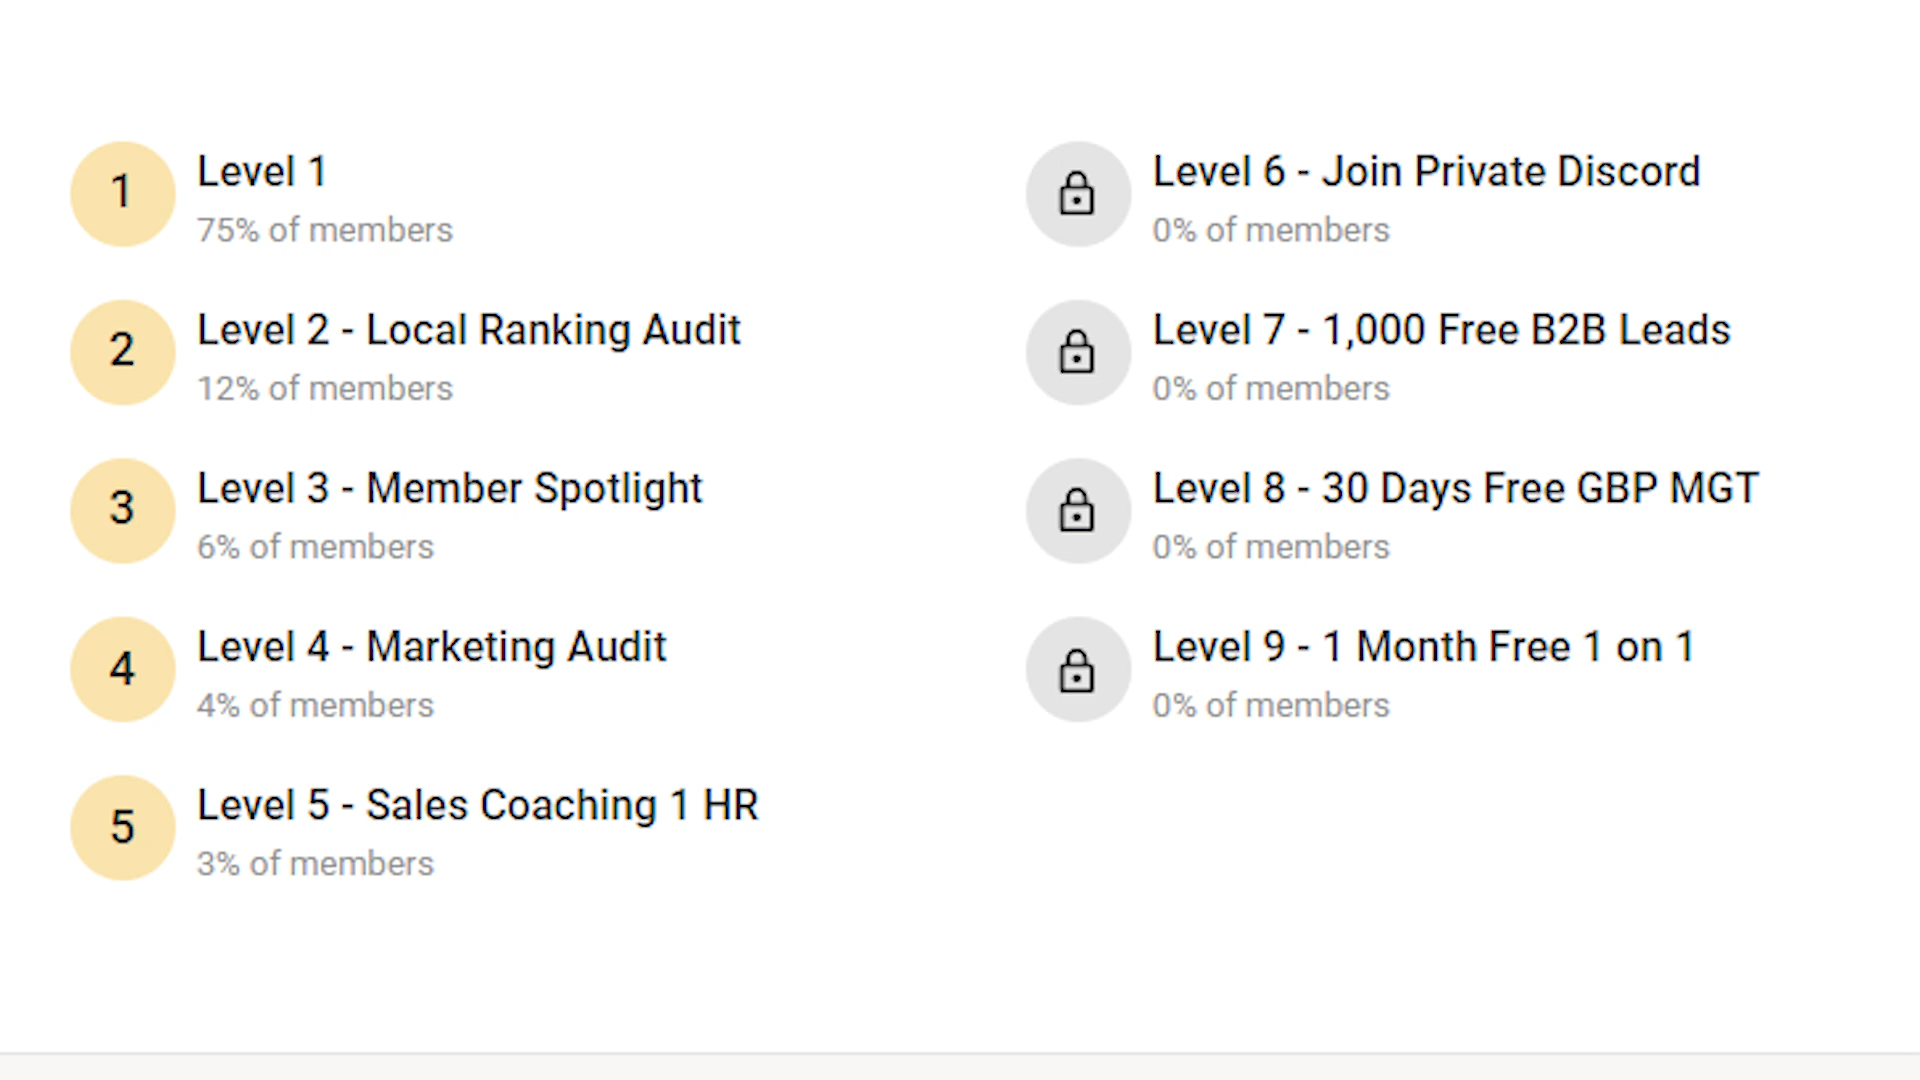 1
Level 1
75% of members
2
Level 2 - Local Ranking Audit
12% of members
3
Level 3 - Member Spotlight
6% of members
4
Level 4 - Marketing Audit
4% of members
5
Level 5 - Sales Coaching 1 HR
3% of members
Level 6 - Join Private Discord
0% of members
Level 7 - 1,000 Free B2B Leads
0% of members
Level 8 - 30 Days Free GBP MGT
0% of members
Level 9 - 1 Month Free 1 on 1
0% of members